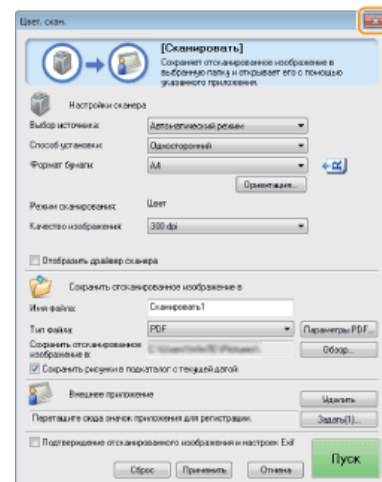 Цвет. скан.
[Сканировать]
Сохраняет отсканированное изображение в
выбранную папку и открывает его с помощью
указанного приложения.
Настройки сканера
Выбор источника:
Автоматический режим
Способ установки:
Односторонний
Формат бумаги:
A4
Ориентация...
Режим сканирования:
Цвет
Качество изображения:
300 dpi
Отобразить драйвер сканера
Сохранить отсканированное изображение в
Имя файла:
Сканировать1
Тип файла:
PDF
Параметры PDF...
Сохранить отсканированное
изображение в:
Обзор...
Сохранить рисунки в подкаталог с текущей датой
Внешнее приложение
Удалить
Перетащите сюда значок приложения для регистрации.
Задать(1)...
Подтверждение отсканированного изображения и настроек Exif
Сброс
Применить
Отмена
Пуск